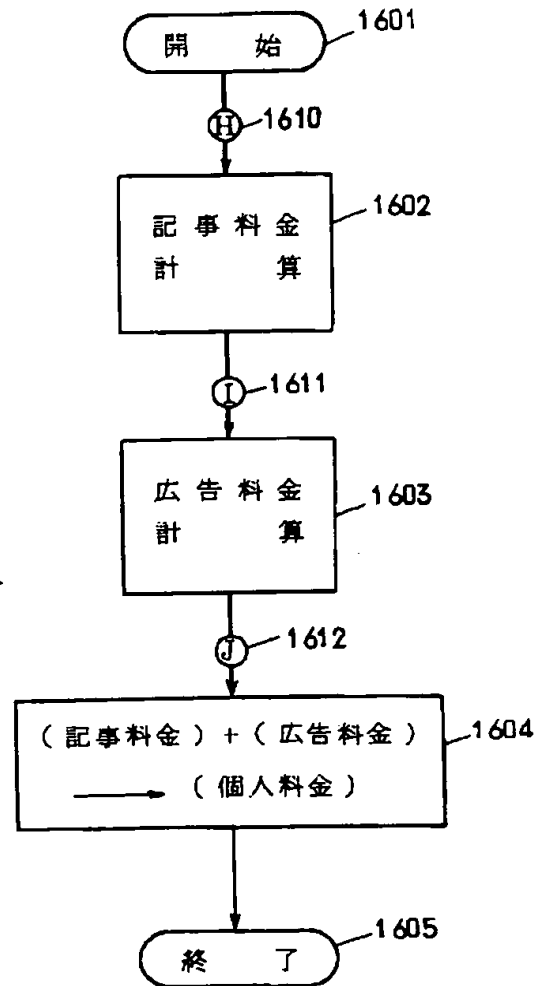 開 始
1601
H
1610
記事料金
計 算
1602
I
1611
広告料金
計 算
1603
J
1612
(記事料金)+(広告料金)
→(個人料金)
1604
終 了
1605